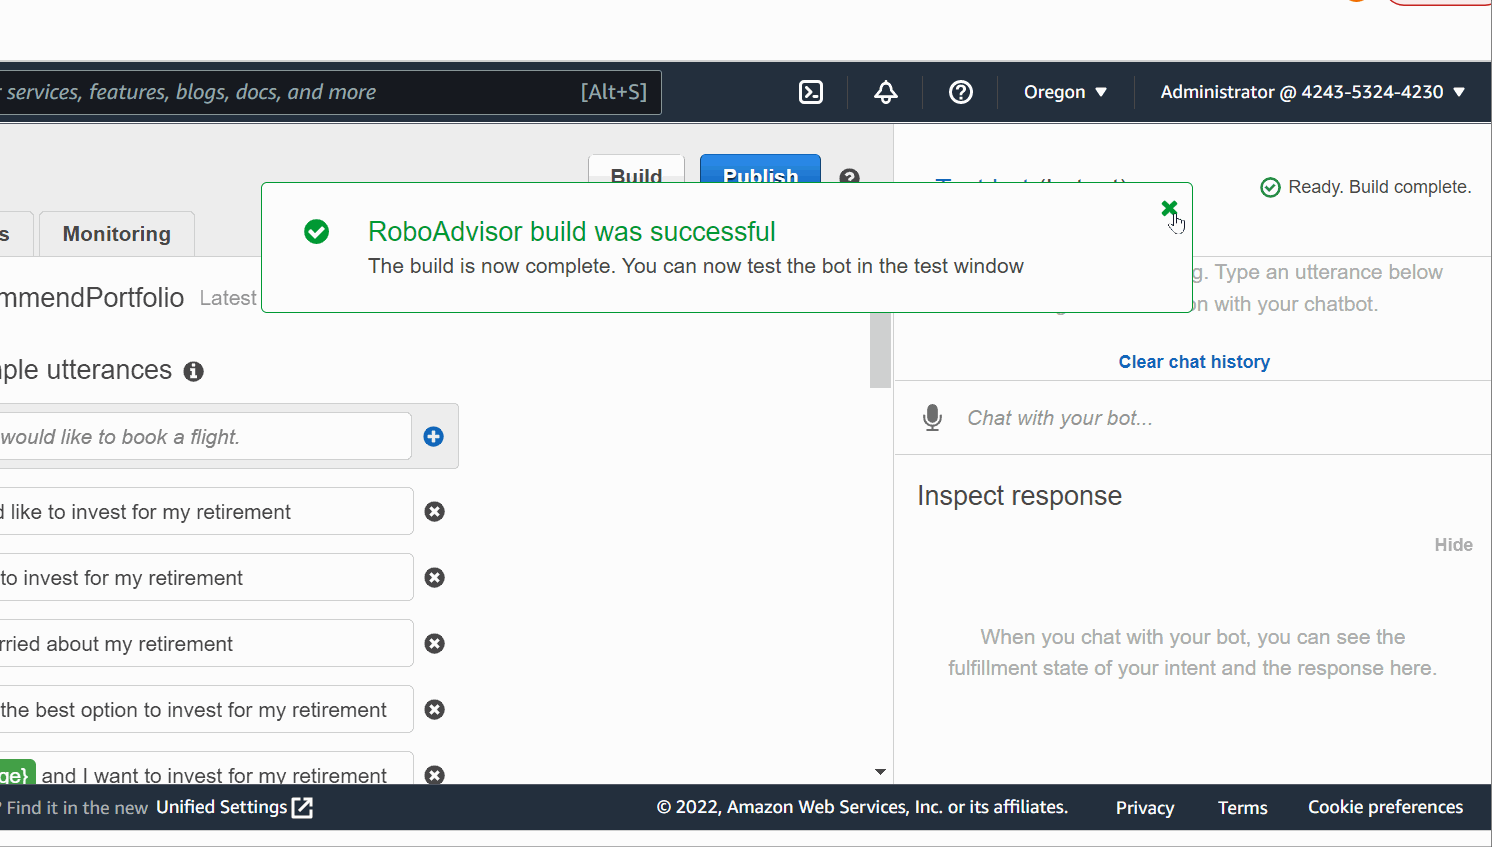 services, features, blogs, docs, and more [Alt+S]
Oregon
Administrator @ 4243-5324-4230
Build
Publish
Ready. Build complete.
s
Monitoring
RoboAdvisor build was successful
The build is now complete. You can now test the bot in the test window
mmendPortfolio Latest
g. Type an utterance below
on with your chatbot.
Clear chat history
ple utterances
would like to book a flight.
Chat with your bot...
d like to invest for my retirement
to invest for my retirement
rried about my retirement
the best option to invest for my retirement
ge} and I want to invest for my retirement
Inspect response
Hide
When you chat with your bot, you can see the
fulfillment state of your intent and the response here.
? Find it in the new Unified Settings
© 2022, Amazon Web Services, Inc. or its affiliates.
Privacy
Terms
Cookie preferences